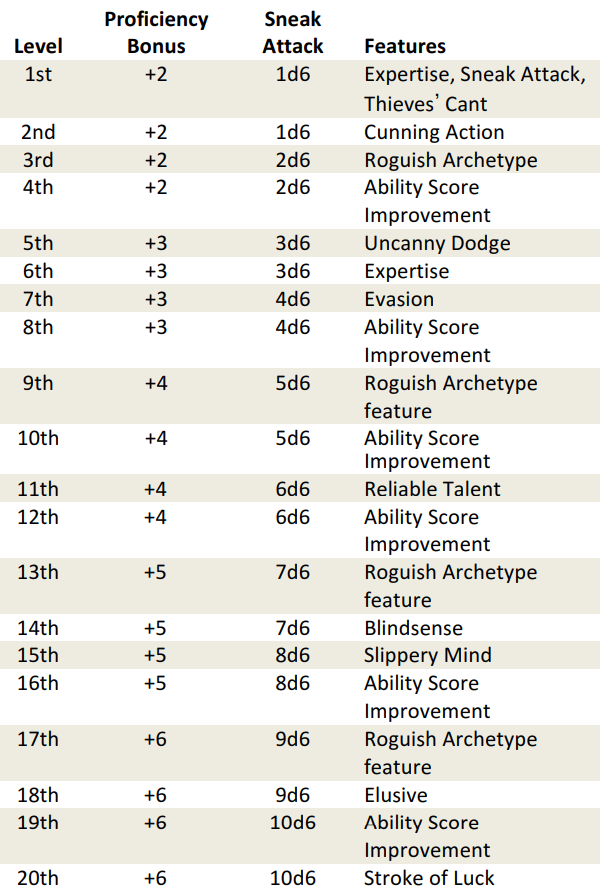 Proficiency Sneak
Level Bonus Attack Features
1st +2 1d6 Expertise, Sneak Attack,
Thieves’ Cant
2nd +2 1d6 Cunning Action
3rd +2 2d6 Roguish Archetype
4th +2 2d6 Ability Score
Improvement
5th +3 3d6 Uncanny Dodge
6th +3 3d6 Expertise
7th +3 4d6 Evasion
8th +3 4d6 Ability Score
Improvement
9th +4 5d6 Roguish Archetype
feature
10th +4 5d6 Ability Score
Improvement
11th +4 6d6 Reliable Talent
12th +4 6d6 Ability Score
Improvement
13th +5 7d6 Roguish Archetype
feature
14th +5 7d6 Blindsense
15th +5 8d6 Slippery Mind
16th +5 8d6 Ability Score
Improvement
17th +6 9d6 Roguish Archetype
feature
18th +6 9d6 Elusive
19th +6 10d6 Ability Score
Improvement
20th +6 10d6 Stroke of Luck